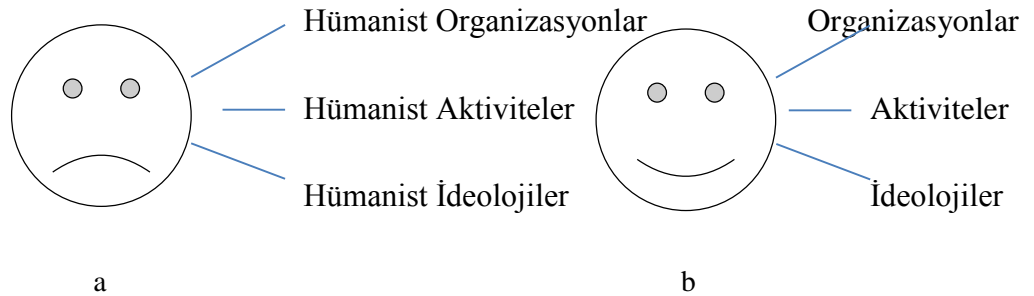 Hümanist Organizasyonlar
Organizasyonlar
Hümanist Aktiviteler
Aktiviteler
Hümanist İdeolojiler
İdeolojiler
a
b